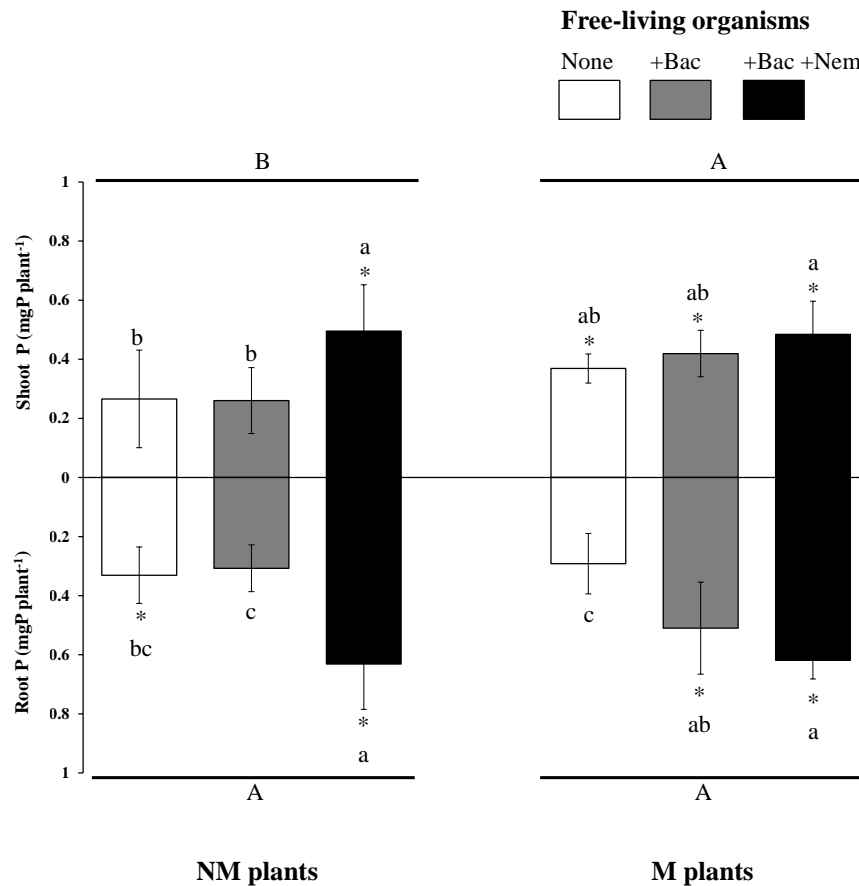 Free-living organisms
None +Bac +Bac +Nem
B A
Shoot P (mgP plant-1)
Root P (mgP plant-1)
1
0.8
0.6
0.4
0.2
0
0.2
0.4
0.6
0.8
1
b
b
a
*
ab
*
ab
*
a
*
*
bc
c
*
a
c
*
ab
*
a
A A
NM plants M plants